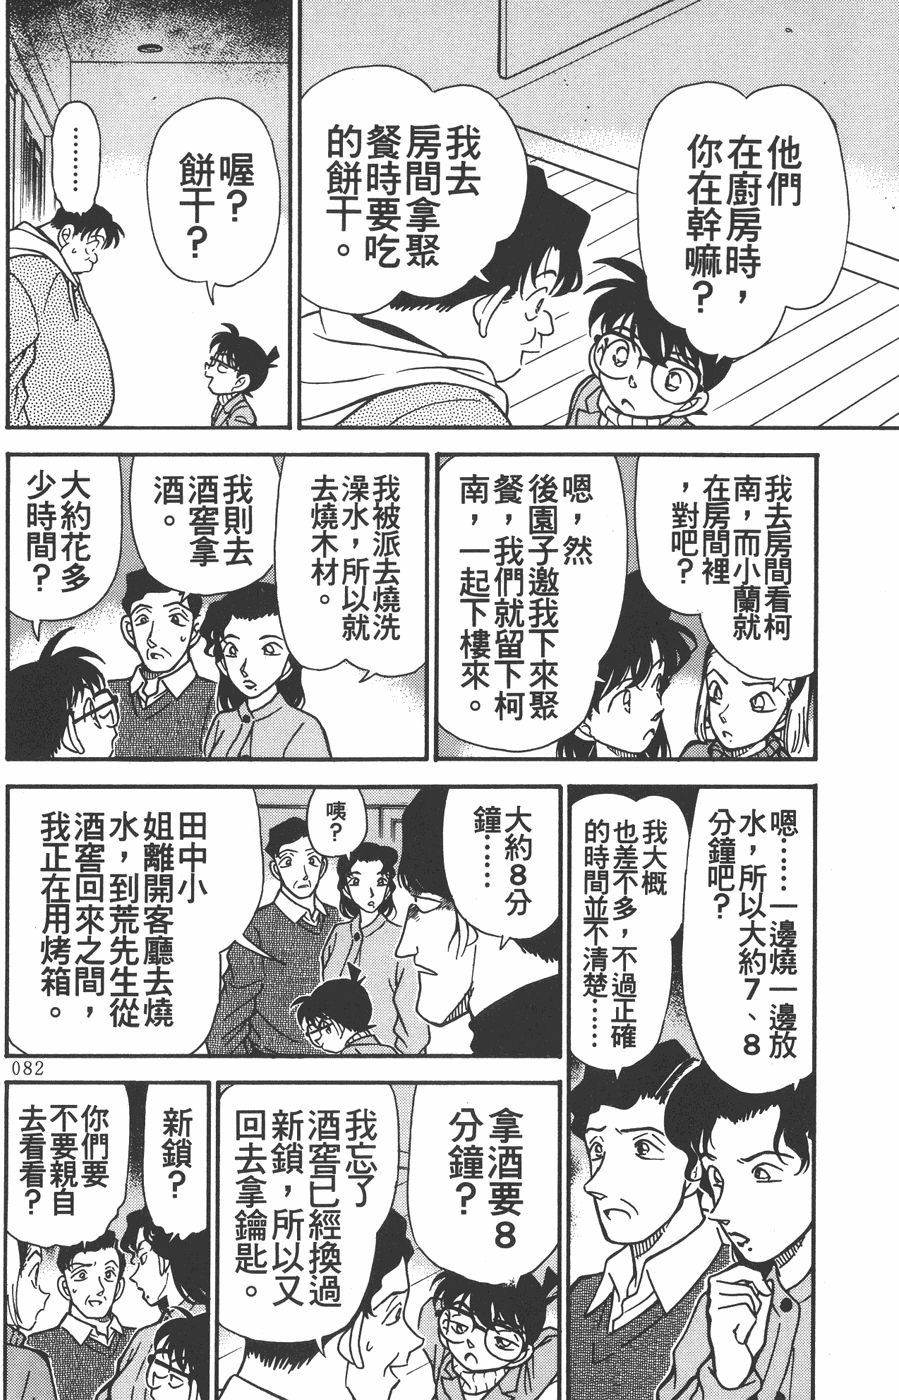 他們
在廚房時，
你在幹嘛？
我去
房間拿聚
餐時要吃
的餅干。
喔？
餅干？
………
我去房間看柯
南，而小蘭就
在房間裡
，對吧？
嗯，然
後園子邀我下來聚
餐，我們就留下柯
南，一起下樓來。
我被派去燒洗
澡水，所以就
去燒木材。
我則去
酒窖拿
酒。
大約花多
少時間？
嗯……一邊燒一邊放
水，所以大約7、8
分鐘吧？
我大概
也差不多，不過正確
的時間並不清楚……
大約8分
鐘……
咦？
田中小
姐離開客廳去燒
水，到荒先生從
酒窖回來之間，
我正在用烤箱。
082
拿酒要8
分鐘？
我忘了
酒窖已經換過
新鎖，所以又
回去拿鑰匙。
新鎖？
你們要
不要親自
去看看？